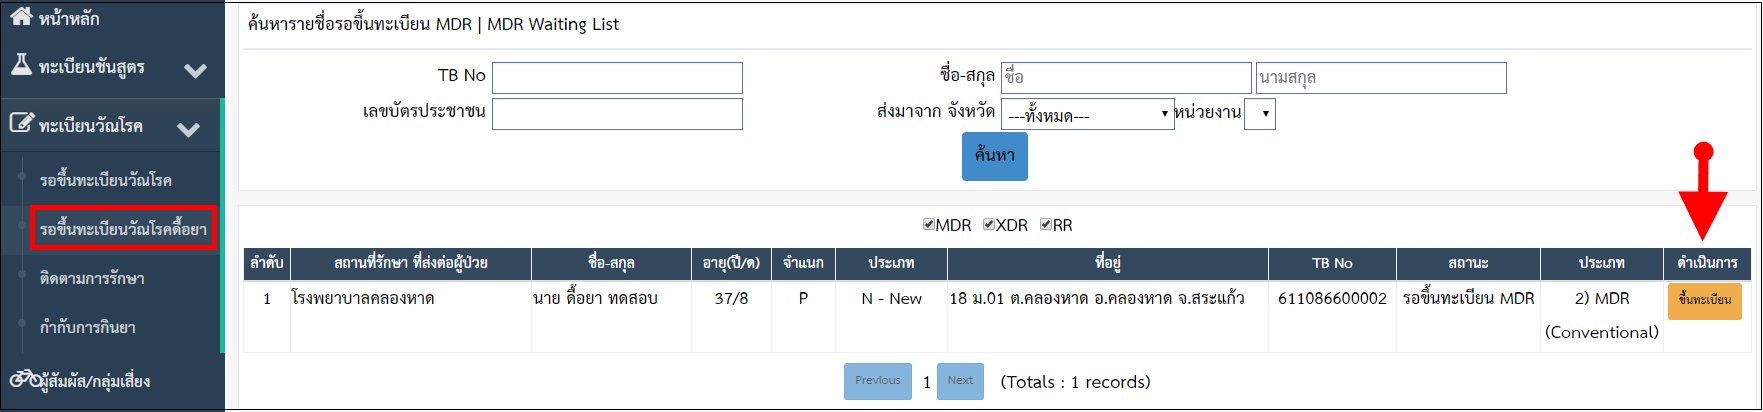 หน้าหลัก
ทะเบียนชันสูตร
ทะเบียนวัณโรค
รอขึ้นทะเบียนวัณโรค
รอขึ้นทะเบียนวัณโรคดื้อยา
ติดตามการรักษา
กำกับการกินยา
ผู้สัมผัส/กลุ่มเสี่ยง
ค้นหารายชื่อรอขึ้นทะเบียน MDR | MDR Waiting List
TB No ชื่อ-สกุล ชื่อ นามสกุล
เลขบัตรประชาชน ส่งมาจาก จังหวัด ---ทั้งหมด--- หน่วยงาน
ค้นหา
MDR XDR RR
ลำดับ สถานที่รักษา ที่ส่งต่อผู้ป่วย ชื่อ-สกุล อายุ(ปี/ด) จำแนก ประเภท ที่อยู่ TB No สถานะ ประเภท ดำเนินการ
1 โรงพยาบาลคลองหาด นาย ดื้อยา ทดสอบ 37/8 P N - New 18 ม.01 ต.คลองหาด อ.คลองหาด จ.สระแก้ว 611086600002 รอขึ้นทะเบียน MDR 2) MDR ขึ้นทะเบียน
(Conventional)
Previous 1 Next (Totals : 1 records)